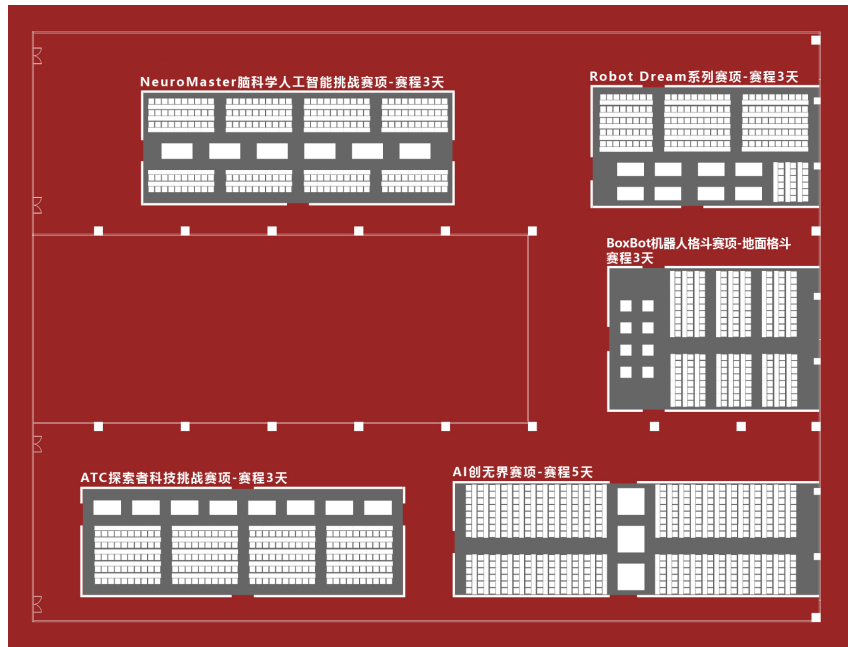 NeuroMaster脑科学人工智能挑战赛项-赛程3天
Robot Dream系列赛项-赛程3天
BoxBot机器人格斗赛项-地面格斗
赛程3天
ATC探索者科技挑战赛项-赛程3天
AI创无界赛项-赛程5天